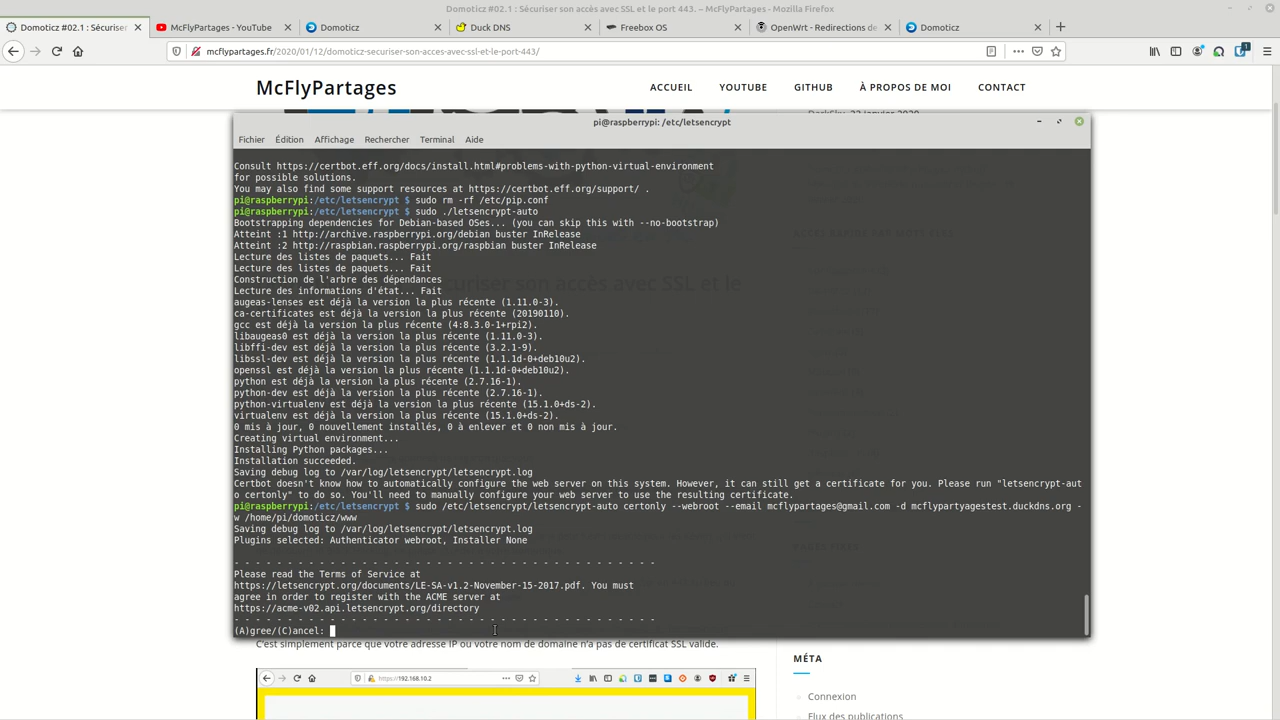 Domoticz #02.1 : Sécuriser son accès avec SSL et le port 443. – McFlyPartages - Mozilla Firefox
Domoticz #02.1 : Sécuriser
McFlyPartages - YouTube
Domoticz
Duck DNS
Freebox OS
OpenWrt - Redirections de
Domoticz
mcflypartages.fr/2020/01/12/domoticz-securiser-son-acces-avec-ssl-et-le-port-443/
McFlyPartages
ACCUEIL YOUTUBE GITHUB À PROPOS DE MOI CONTACT
pi@raspberrypi: /etc/letsencrypt
Fichier Édition Affichage Rechercher Terminal Aide
Consult https://certbot.eff.org/docs/install.html#problems-with-python-virtual-environment
for possible solutions.
You may also find some support resources at https://certbot.eff.org/support/ .
pi@raspberrypi:/etc/letsencrypt $ sudo rm -rf /etc/pip.conf
pi@raspberrypi:/etc/letsencrypt $ sudo ./letsencrypt-auto
Bootstrapping dependencies for Debian-based OSes... (you can skip this with --no-bootstrap)
Atteint :1 http://archive.raspberrypi.org/debian buster InRelease
Atteint :2 http://raspbian.raspberrypi.org/raspbian buster InRelease
Lecture des listes de paquets... Fait
Lecture des listes de paquets... Fait
Construction de l'arbre des dépendances
Lecture des informations d'état... Fait
augeas-lenses est déjà la version la plus récente (1.11.0-3).
ca-certificates est déjà la version la plus récente (20190110).
gcc est déjà la version la plus récente (4:8.3.0-1+rpi2).
libaugeas0 est déjà la version la plus récente (1.11.0-3).
libffi-dev est déjà la version la plus récente (3.2.1-9).
libssl-dev est déjà la version la plus récente (1.1.1d-0+deb10u2).
openssl est déjà la version la plus récente (1.1.1d-0+deb10u2).
python est déjà la version la plus récente (2.7.16-1).
python-dev est déjà la version la plus récente (2.7.16-1).
python-virtualenv est déjà la version la plus récente (15.1.0+ds-2).
virtualenv est déjà la version la plus récente (15.1.0+ds-2).
0 mis à jour, 0 nouvellement installés, 0 à enlever et 0 non mis à jour.
Creating virtual environment...
Installing Python packages...
Installation succeeded.
Saving debug log to /var/log/letsencrypt/letsencrypt.log
Certbot doesn't know how to automatically configure the web server on this system. However, it can still get a certificate for you. Please run "letsencrypt-aut
o certonly" to do so. You'll need to manually configure your web server to use the resulting certificate.
pi@raspberrypi:/etc/letsencrypt $ sudo /etc/letsencrypt/letsencrypt-auto certonly --webroot --email mcflypartages@gmail.com -d mcflypartyagestest.duckdns.org -
w /home/pi/domoticz/www
Saving debug log to /var/log/letsencrypt/letsencrypt.log
Plugins selected: Authenticator webroot, Installer None
- - - - - - - - - - - - - - - - - - - - - - - - - - - - - - - - - - - - - - - -
Please read the Terms of Service at
https://letsencrypt.org/documents/LE-SA-v1.2-November-15-2017.pdf. You must
agree in order to register with the ACME server at
https://acme-v02.api.letsencrypt.org/directory
- - - - - - - - - - - - - - - - - - - - - - - - - - - - - - - - - - - - - - - -
(A)gree/(C)ancel:
C'est simplement parce que votre adresse IP ou votre nom de domaine n'a pas de certificat SSL valide.
https://192.168.10.2
MÉTA
Connexion
Flux des publications